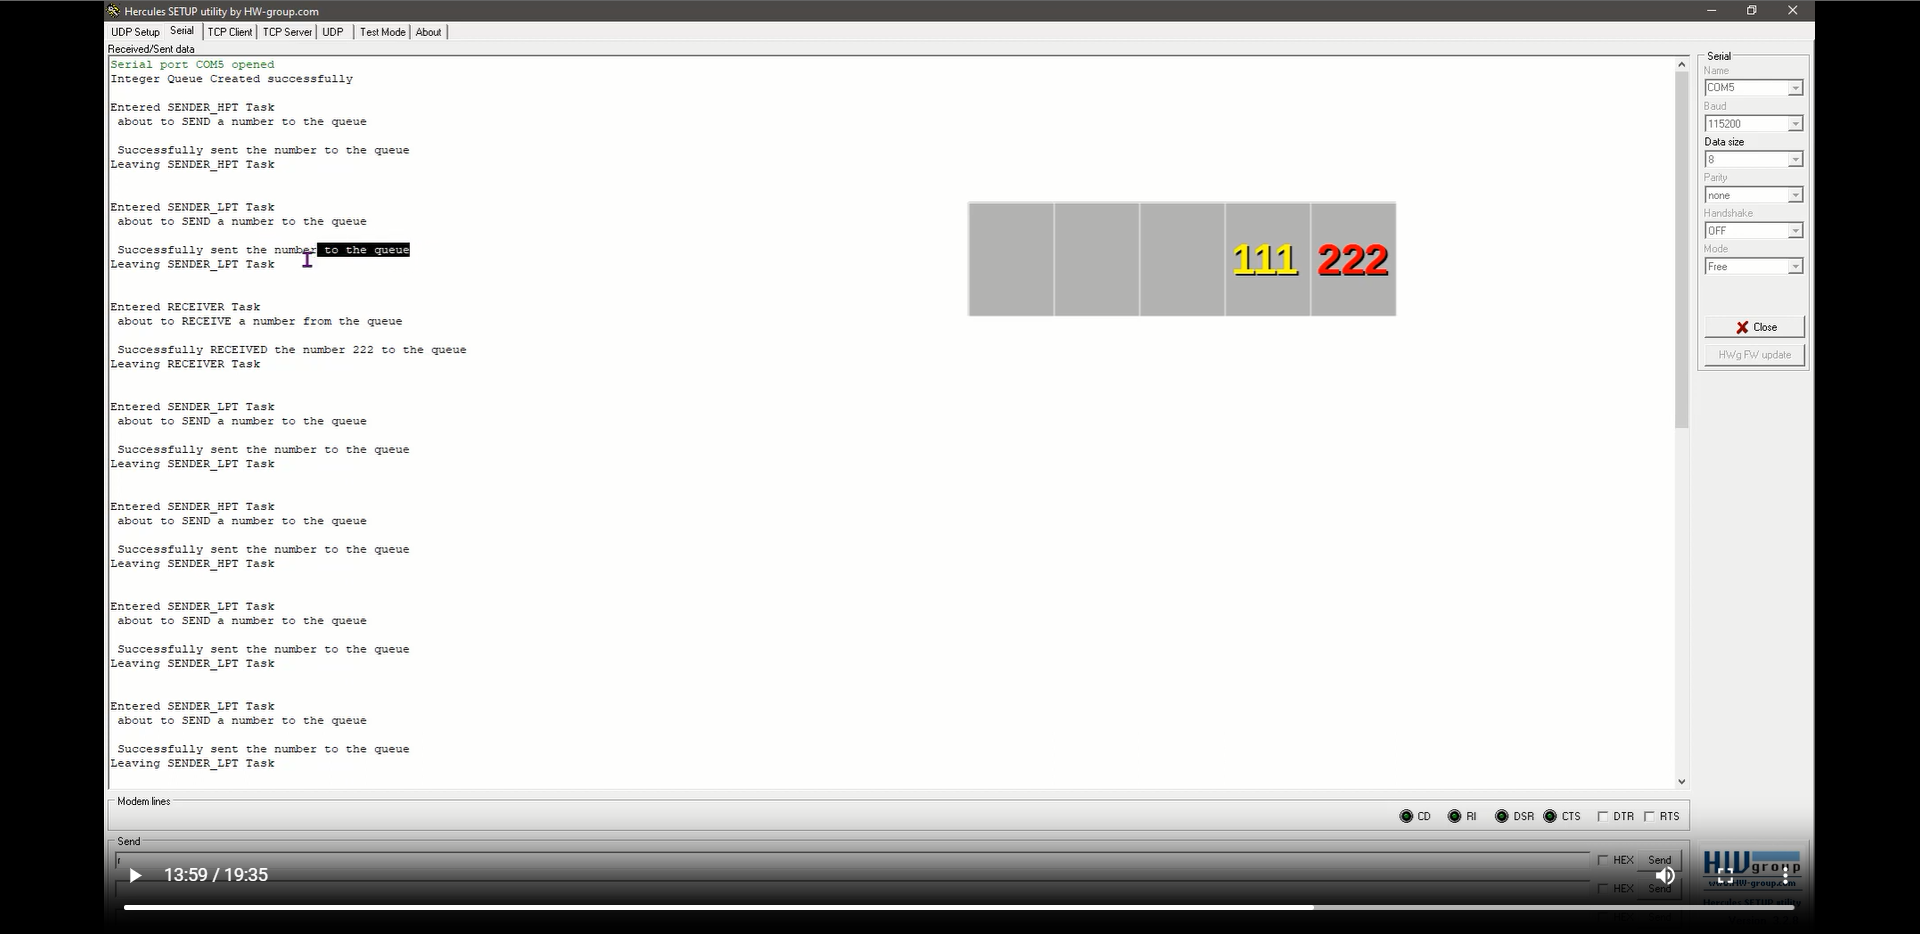 Hercules SETUP utility by HW-group.com
UDP Setup Serial TCP Client TCP Server UDP Test Mode About
Received/Sent data
Serial port COM5 opened
Integer Queue Created successfully
Entered SENDER_HPT Task
about to SEND a number to the queue
Successfully sent the number to the queue
Leaving SENDER_HPT Task
Entered SENDER_LPT Task
about to SEND a number to the queue
Successfully sent the number to the queue
Leaving SENDER_LPT Task
Entered RECEIVER Task
about to RECEIVE a number from the queue
Successfully RECEIVED the number 222 to the queue
Leaving RECEIVER Task
Entered SENDER_LPT Task
about to SEND a number to the queue
Successfully sent the number to the queue
Leaving SENDER_LPT Task
Entered SENDER_HPT Task
about to SEND a number to the queue
Successfully sent the number to the queue
Leaving SENDER_HPT Task
Entered SENDER_LPT Task
about to SEND a number to the queue
Successfully sent the number to the queue
Leaving SENDER_LPT Task
Entered SENDER_LPT Task
about to SEND a number to the queue
Successfully sent the number to the queue
Leaving SENDER_LPT Task
111 222
Serial
Name
COM5
Baud
115200
Data size
8
Parity
none
Handshake
OFF
Mode
Free
Close
HWg FW update
Modem lines
CD RI DSR CTS DTR RTS
Send
r
HEX Send
HEX Send
HWgroup
www.HW-group.com
Hercules SETUP utility
13:59 / 19:35